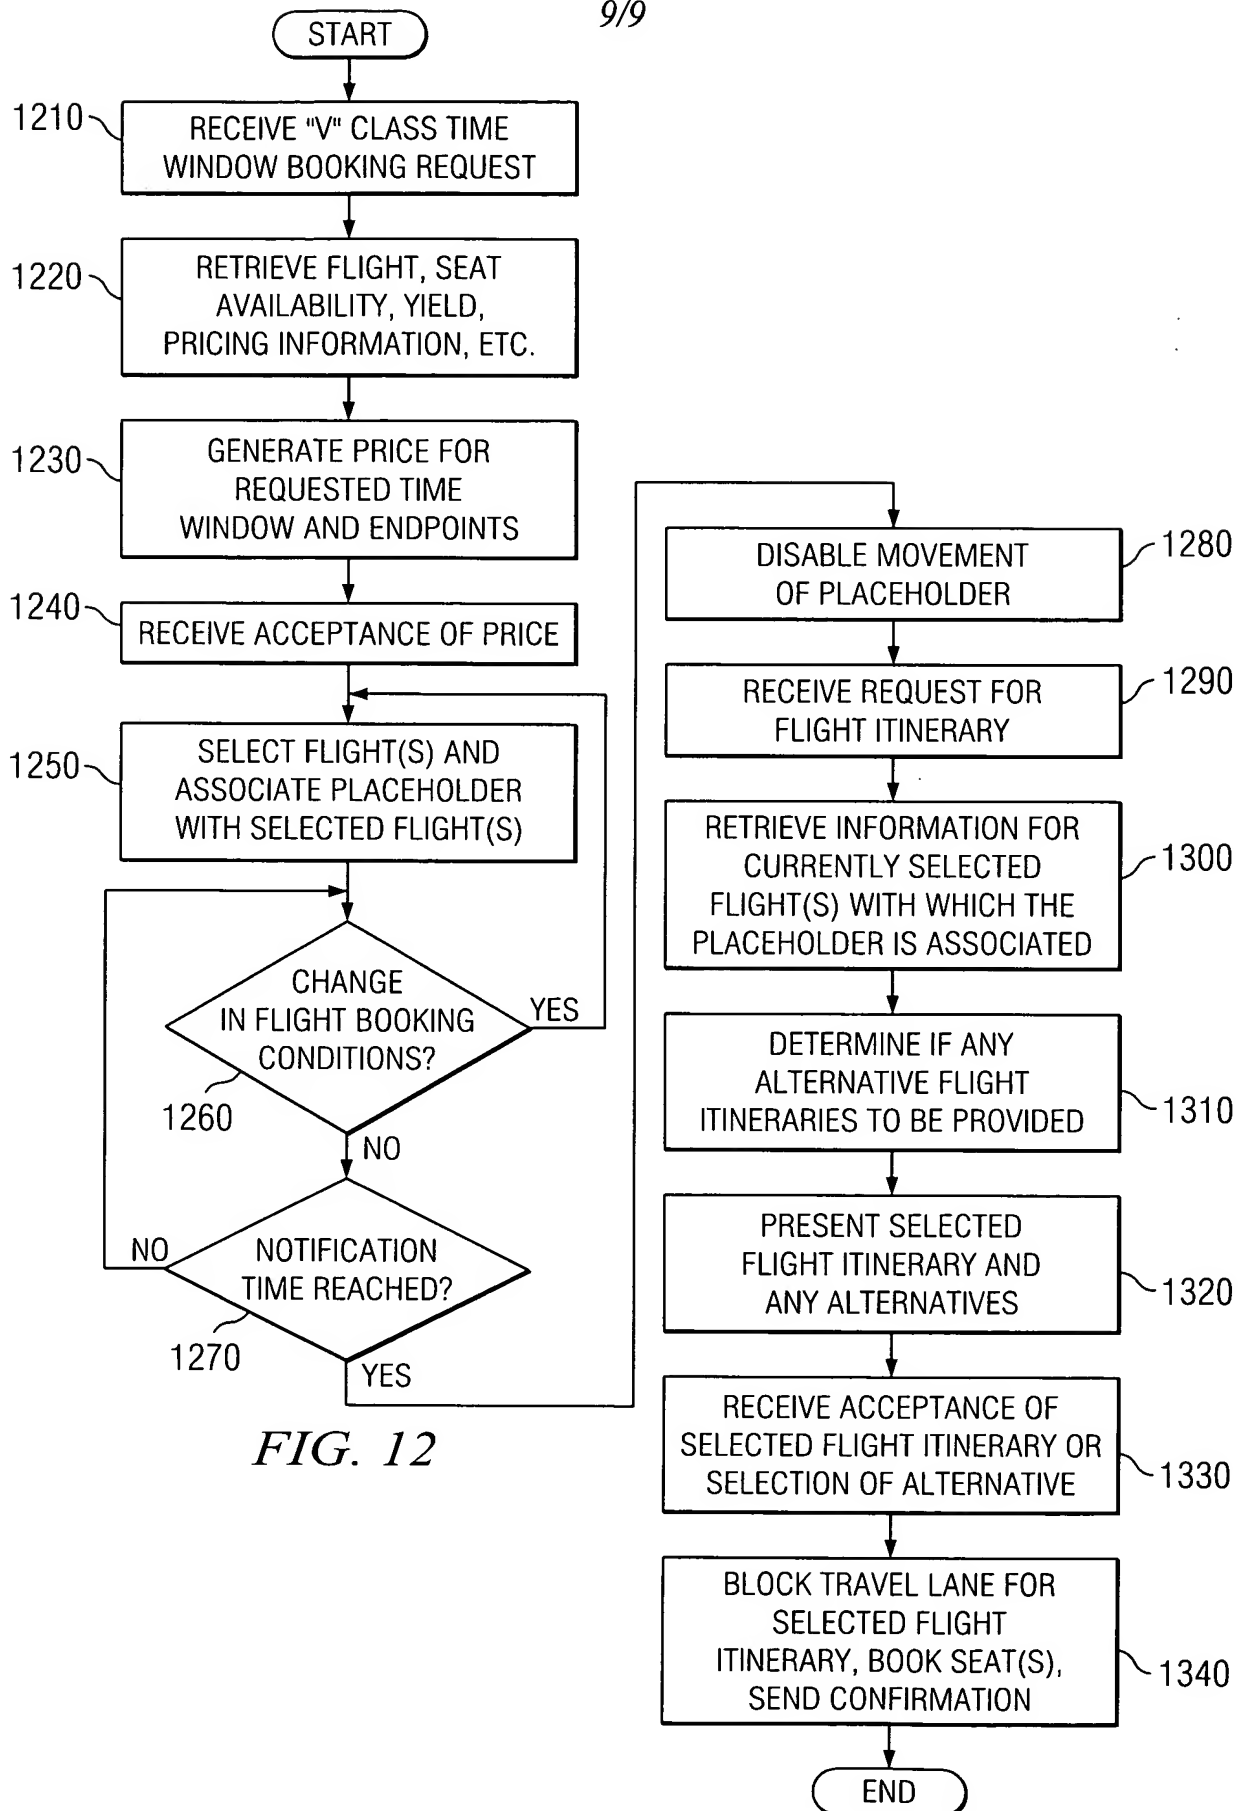 9/9
START
1210
RECEIVE "V" CLASS TIME
WINDOW BOOKING REQUEST
1220
RETRIEVE FLIGHT, SEAT
AVAILABILITY, YIELD,
PRICING INFORMATION, ETC.
1230
GENERATE PRICE FOR
REQUESTED TIME
WINDOW AND ENDPOINTS
1240
RECEIVE ACCEPTANCE OF PRICE
1250
SELECT FLIGHT(S) AND
ASSOCIATE PLACEHOLDER
WITH SELECTED FLIGHT(S)
CHANGE
IN FLIGHT BOOKING
CONDITIONS?
YES
1260
NO
NOTIFICATION
TIME REACHED?
NO
1270
YES
FIG. 12
DISABLE MOVEMENT
OF PLACEHOLDER
1280
RECEIVE REQUEST FOR
FLIGHT ITINERARY
1290
RETRIEVE INFORMATION FOR
CURRENTLY SELECTED
FLIGHT(S) WITH WHICH THE
PLACEHOLDER IS ASSOCIATED
1300
DETERMINE IF ANY
ALTERNATIVE FLIGHT
ITINERARIES TO BE PROVIDED
1310
PRESENT SELECTED
FLIGHT ITINERARY AND
ANY ALTERNATIVES
1320
RECEIVE ACCEPTANCE OF
SELECTED FLIGHT ITINERARY OR
SELECTION OF ALTERNATIVE
1330
BLOCK TRAVEL LANE FOR
SELECTED FLIGHT
ITINERARY, BOOK SEAT(S),
SEND CONFIRMATION
1340
END